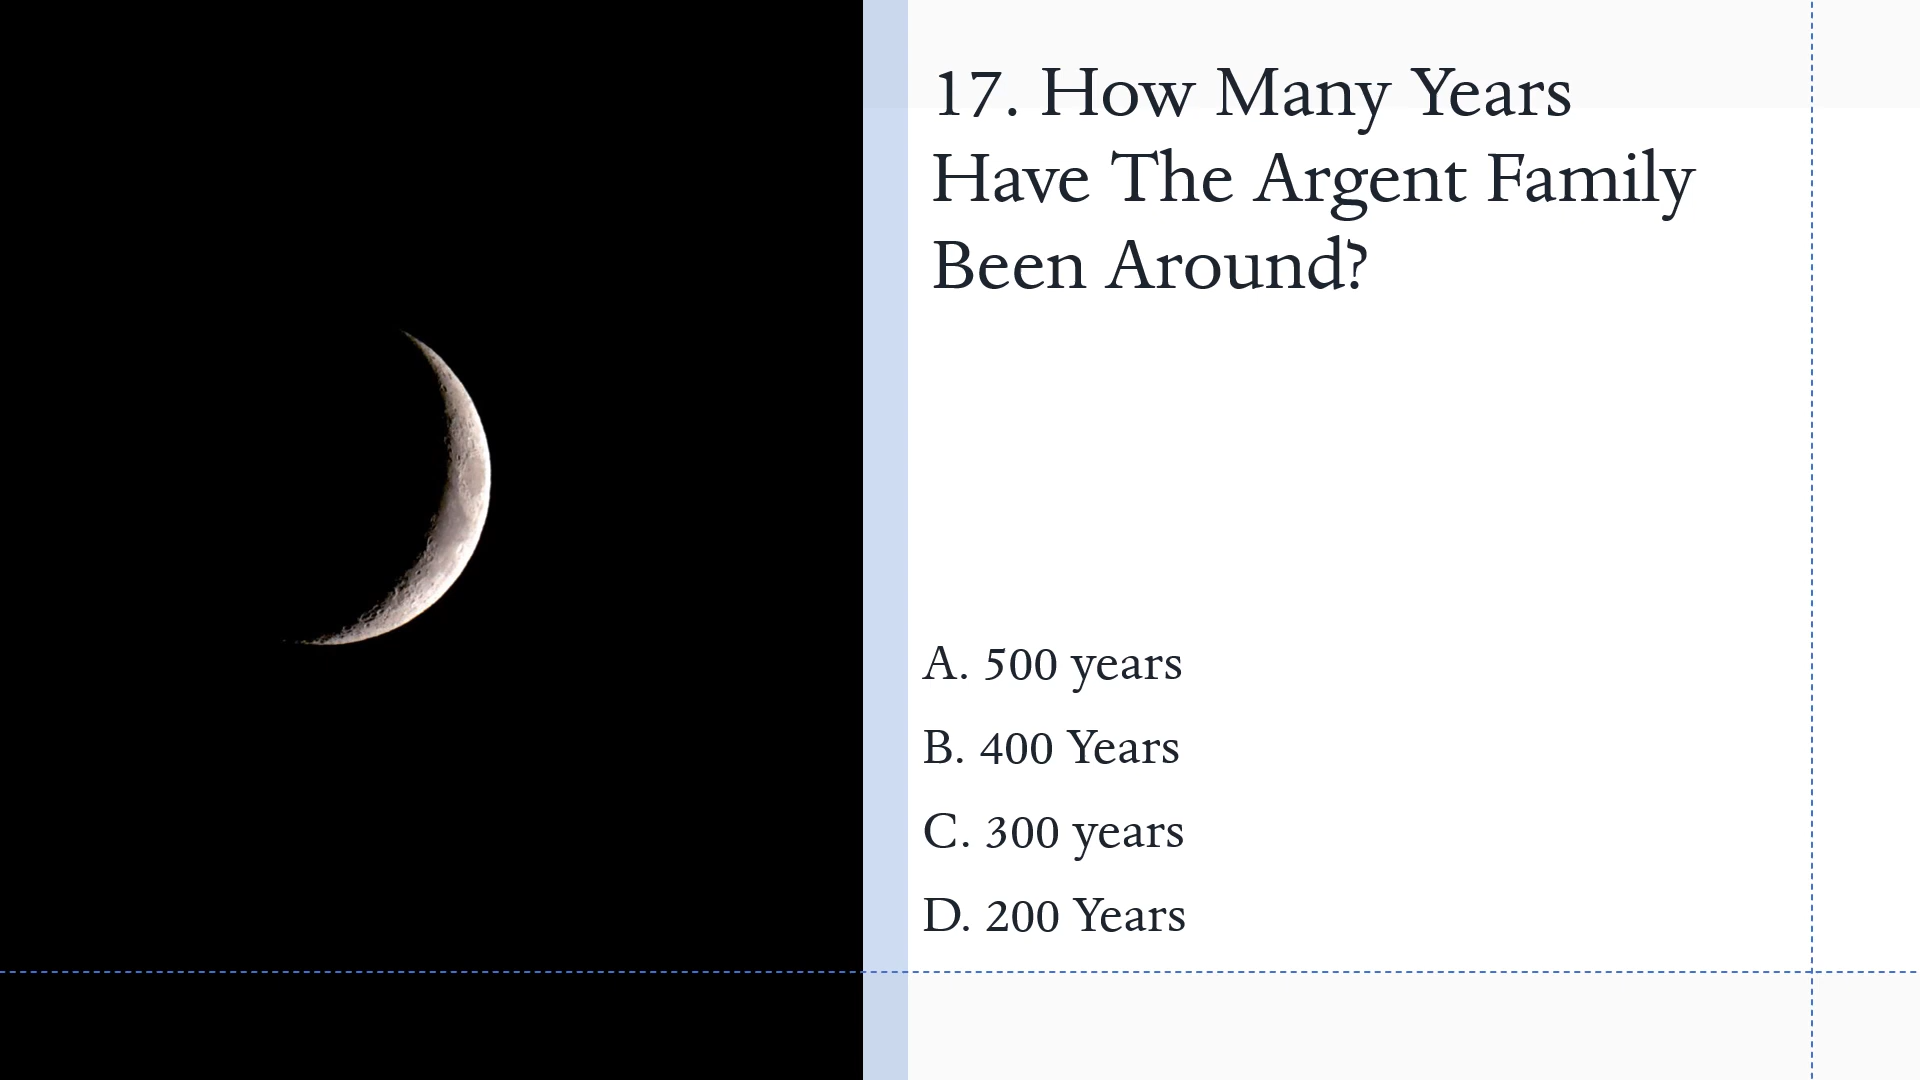 17. How Many Years
Have The Argent Family
Been Around?
A. 500 years
B. 400 Years
C. 300 years
D. 200 Years